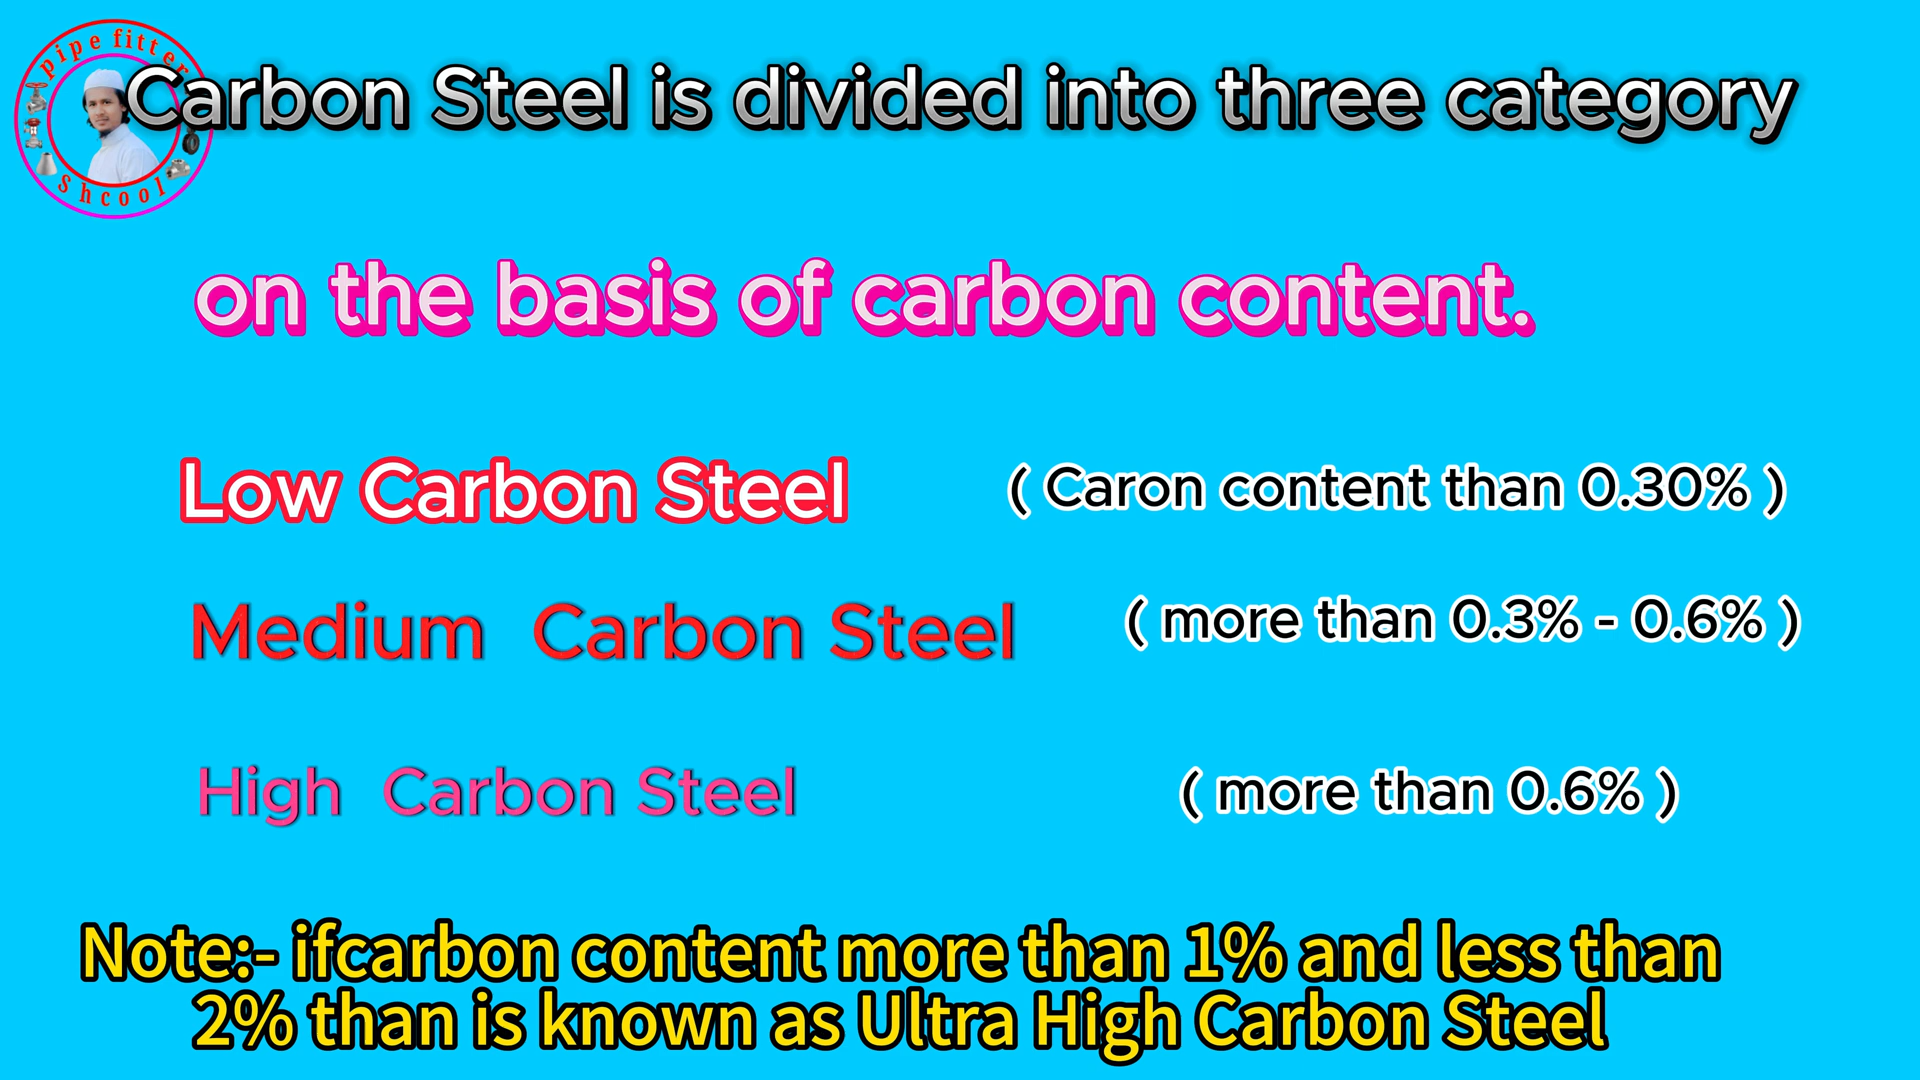 pipe fitter
Shcool
Carbon Steel is divided into three category
on the basis of carbon content.
Low Carbon Steel ( Caron content than 0.30% )
Medium Carbon Steel ( more than 0.3% - 0.6% )
High Carbon Steel ( more than 0.6% )
Note:- ifcarbon content more than 1% and less than
2% than is known as Ultra High Carbon Steel